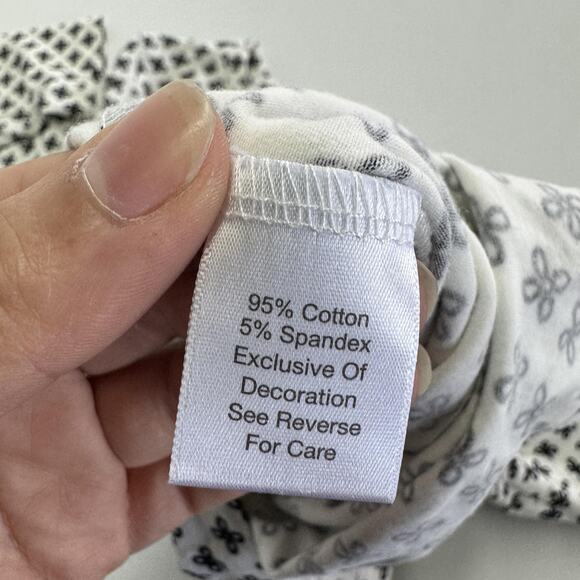 95% Cotton
5% Spandex
Exclusive Of
Decoration
See Reverse
For Care